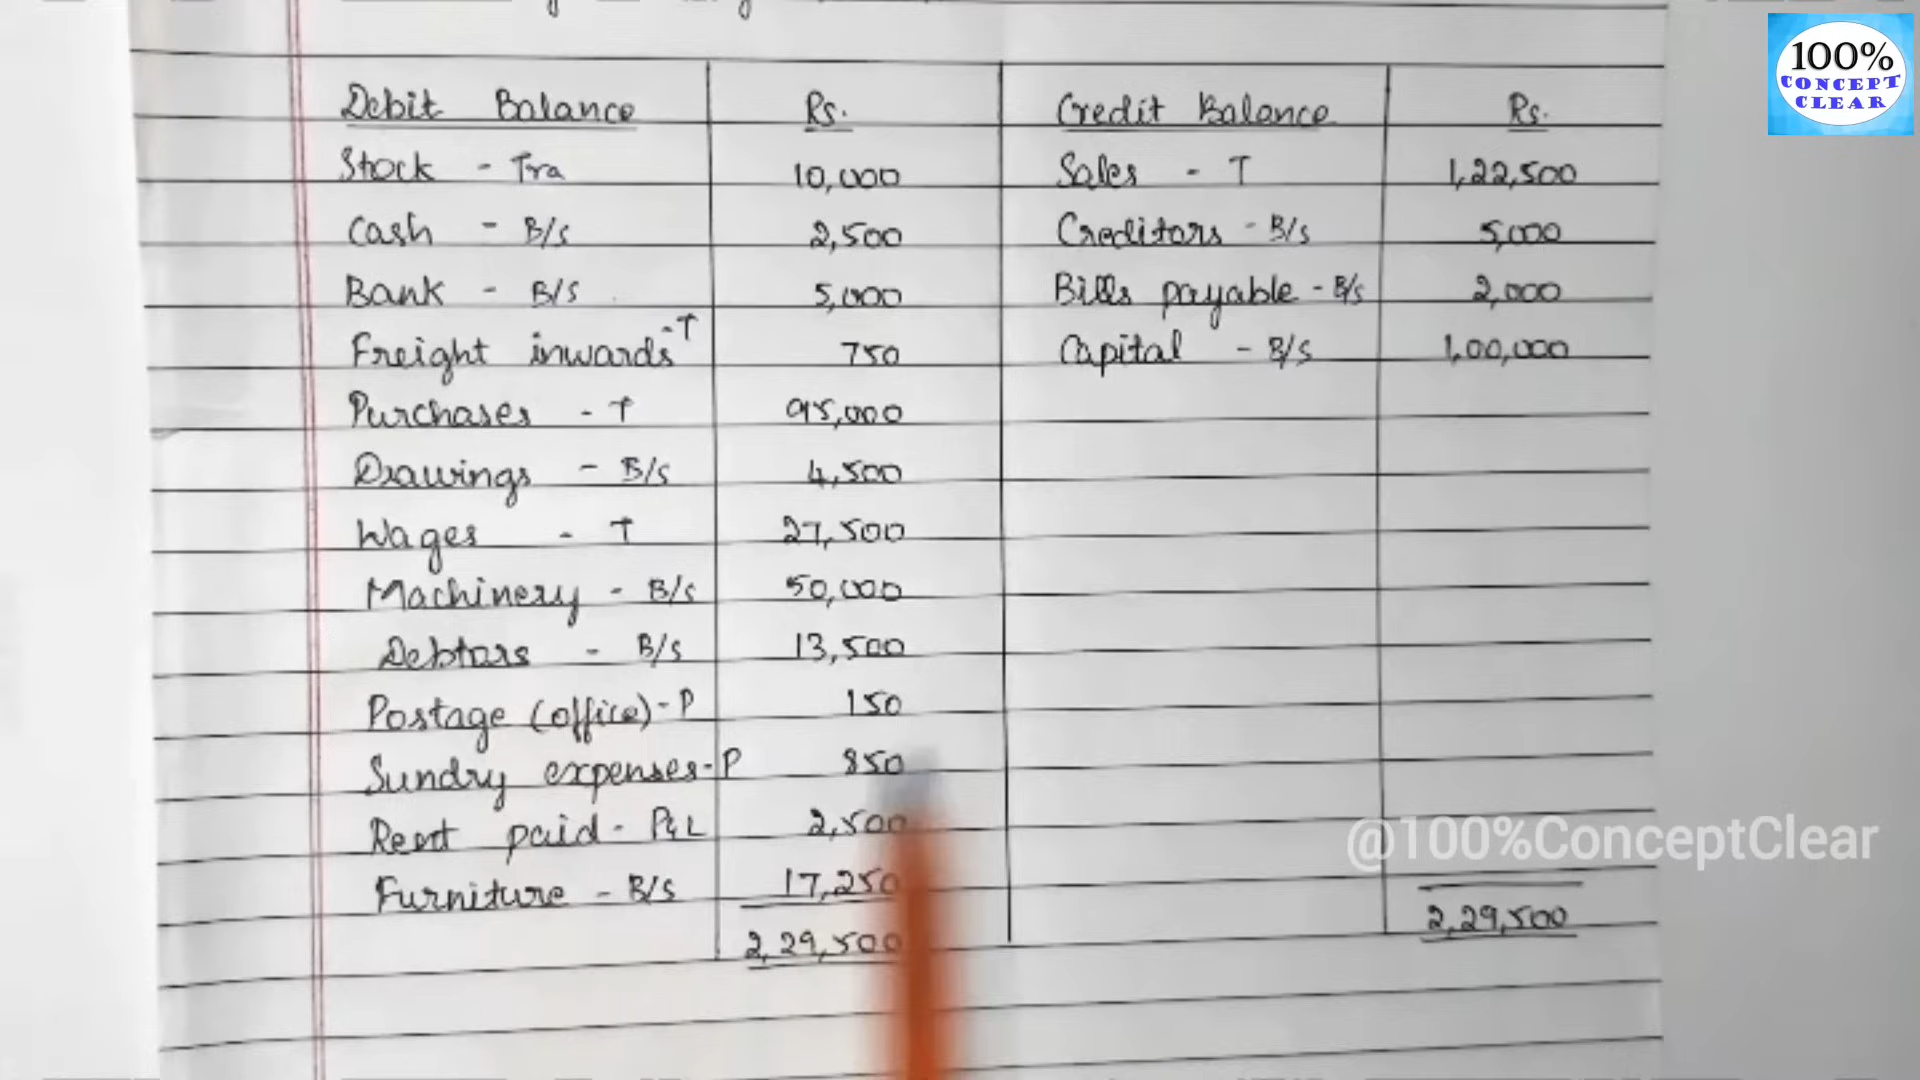 100%
CONCEPT
CLEAR
Debit Balance Rs. Credit Balance Rs.
Stock - Tra 10,000 Sales - T 1,22,500
Cash - B/S 2,500 Creditors - B/S 5,000
Bank - B/S 5,000 Bills payable - B/S 2,000
Freight inwards - T 750 Capital - B/S 1,00,000
Purchases - T 95,000
Drawings - B/S 4,500
Wages - T 27,500
Machinery - B/S 50,000
Debtors - B/S 13,500
Postage (office) - P 150
Sundry expenses - P 850
Rent paid - P&L 2,500
@100%ConceptClear
Furniture - B/S 17,250
2,29,500 2,29,500